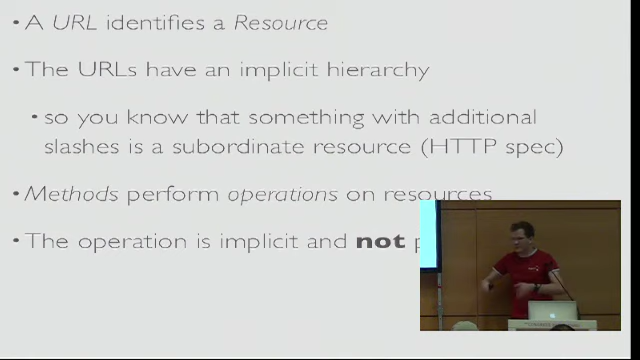 • A URL identifies a Resource
• The URLs have an implicit hierarchy
• so you know that something with additional
slashes is a subordinate resource (HTTP spec)
• Methods perform operations on resources
• The operation is implicit and not